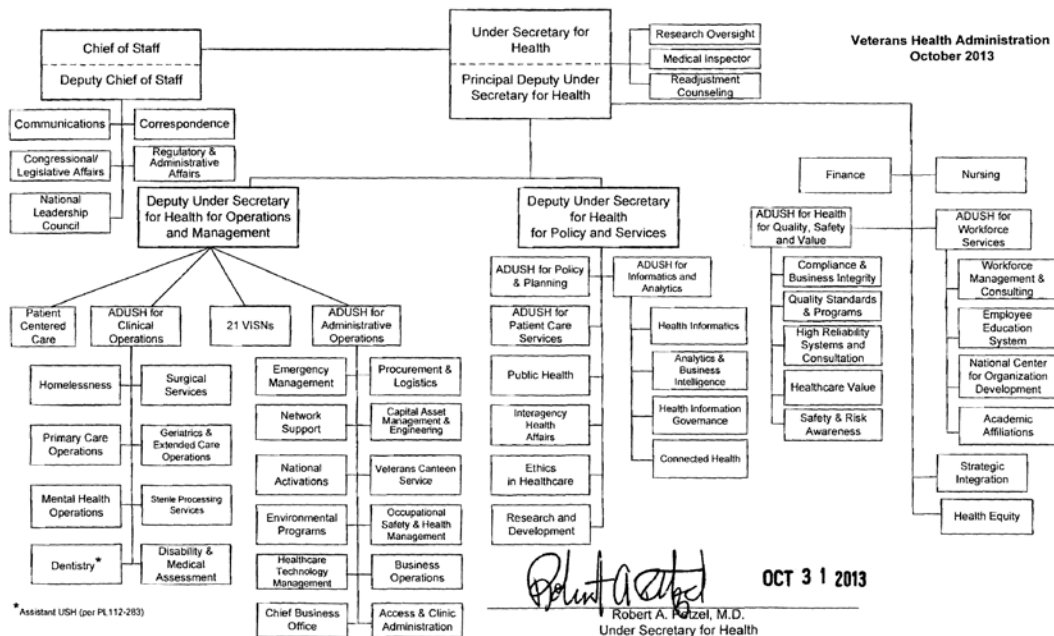 Veterans Health Administration
October 2013
Chief of Staff
Deputy Chief of Staff
Under Secretary for
Health
Principal Deputy Under
Secretary for Health
Research Oversight
Medical Inspector
Readjustment
Counseling
Communications
Correspondence
Congressional/
Legislative Affairs
Regulatory &
Administrative
Affairs
National
Leadership
Council
Deputy Under Secretary
for Health for Operations
and Management
Deputy Under Secretary
for Health
for Policy and Services
Finance
Nursing
ADUSH for Health
for Quality, Safety
and Value
ADUSH for
Workforce
Services
Compliance &
Business Integrity
Quality Standards
& Programs
High Reliability
Systems and
Consultation
Healthcare Value
Safety & Risk
Awareness
Workforce
Management &
Consulting
Employee
Education
System
National Center
for Organization
Development
Academic
Affiliations
Strategic
Integration
Health Equity
Patient
Centered
Care
ADUSH for
Clinical
Operations
21 VISNs
ADUSH for
Administrative
Operations
Homelessness
Surgical
Services
Primary Care
Operations
Geriatrics &
Extended Care
Operations
Mental Health
Operations
Sterile Processing
Services
Dentistry*
Disability &
Medical
Assessment
Emergency
Management
Procurement &
Logistics
Network
Support
Capital Asset
Management &
Engineering
National
Activations
Veterans Canteen
Service
Environmental
Programs
Occupational
Safety & Health
Management
Healthcare
Technology
Management
Business
Operations
Chief Business
Office
Access & Clinic
Administration
ADUSH for Policy
& Planning
ADUSH for
Informatics and
Analytics
ADUSH for
Patient Care
Services
Public Health
Interagency
Health
Affairs
Ethics
in Healthcare
Research and
Development
Health Informatics
Analytics &
Business
Intelligence
Health Information
Governance
Connected Health
*Assistant USH (per PL112-283)
OCT 31 2013
Robert A. Petzel, M.D.
Under Secretary for Health